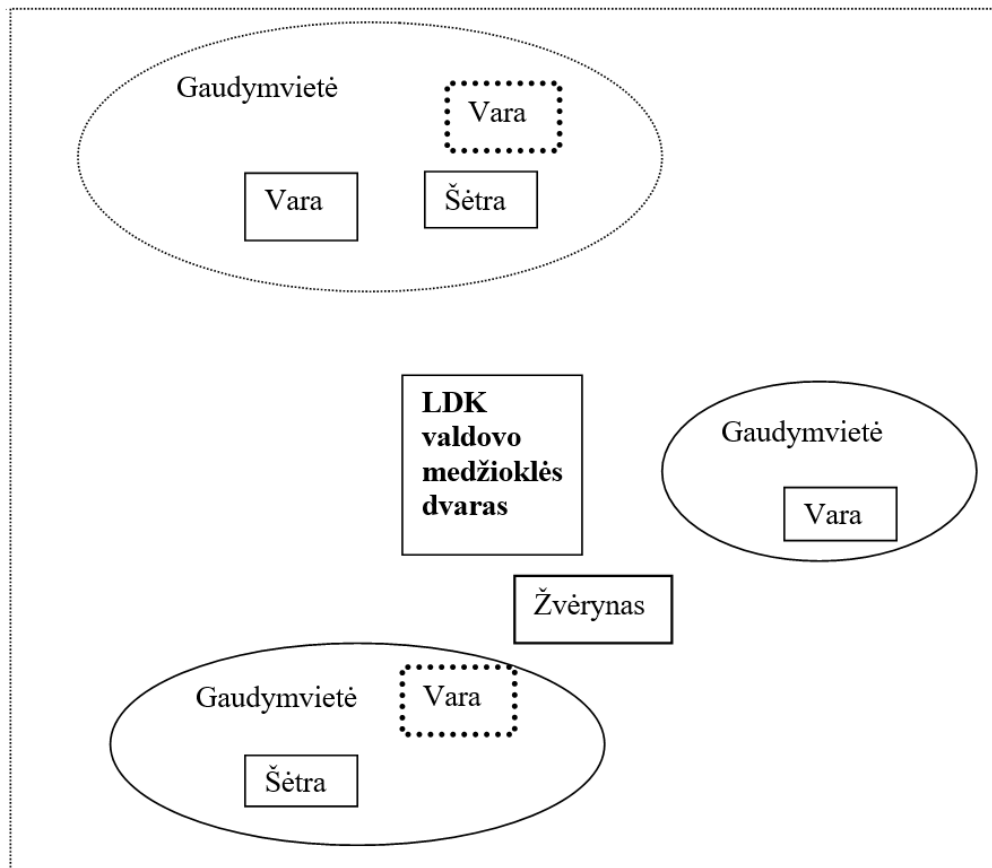 Gaudymvietė
Vara
Vara
Šėtra
LDK
valdovo
medžioklės
dvaras
Gaudymvietė
Vara
Žvėrynas
Gaudymvietė
Vara
Šėtra